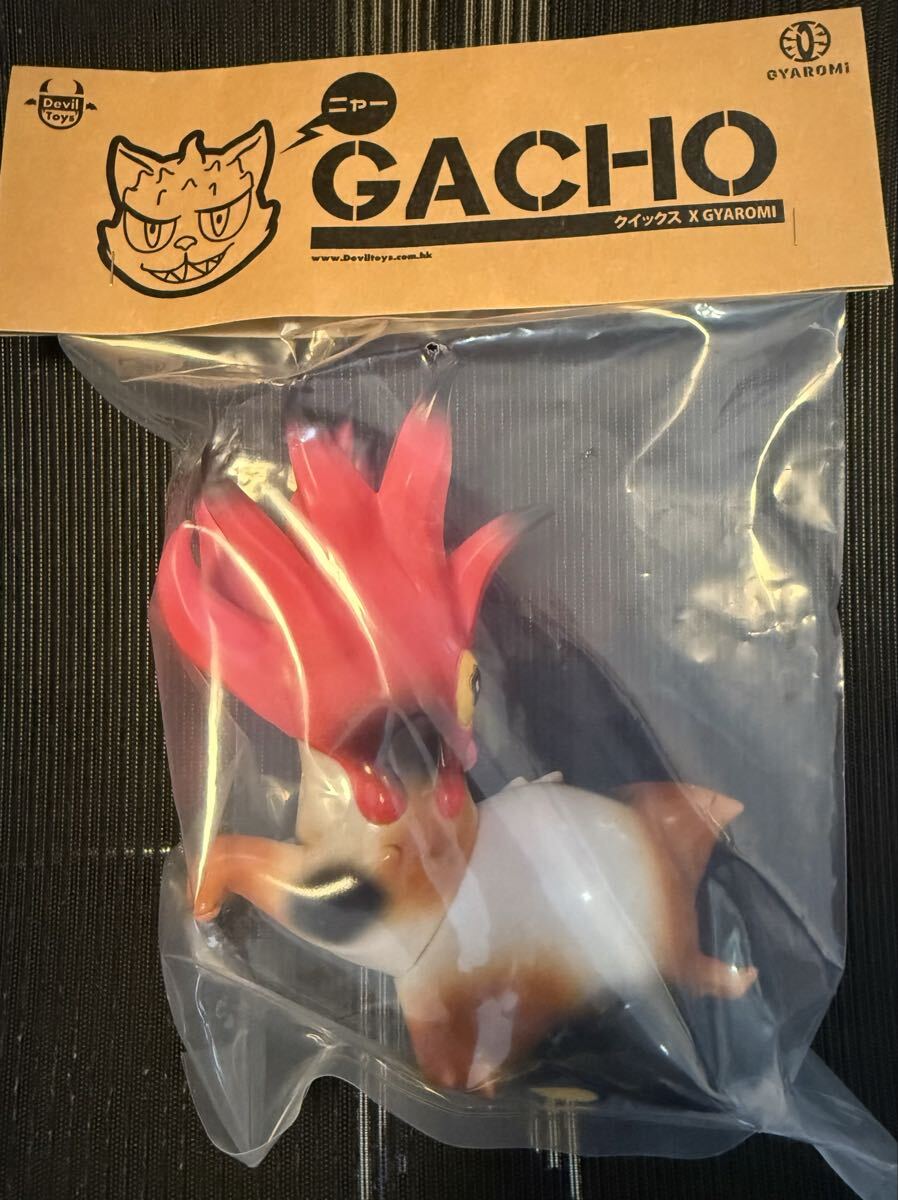 Devil
Toys
ニャー
GACHO
クイックス X GYAROMI
www.Deviltoys.com.hk
GYAROMI